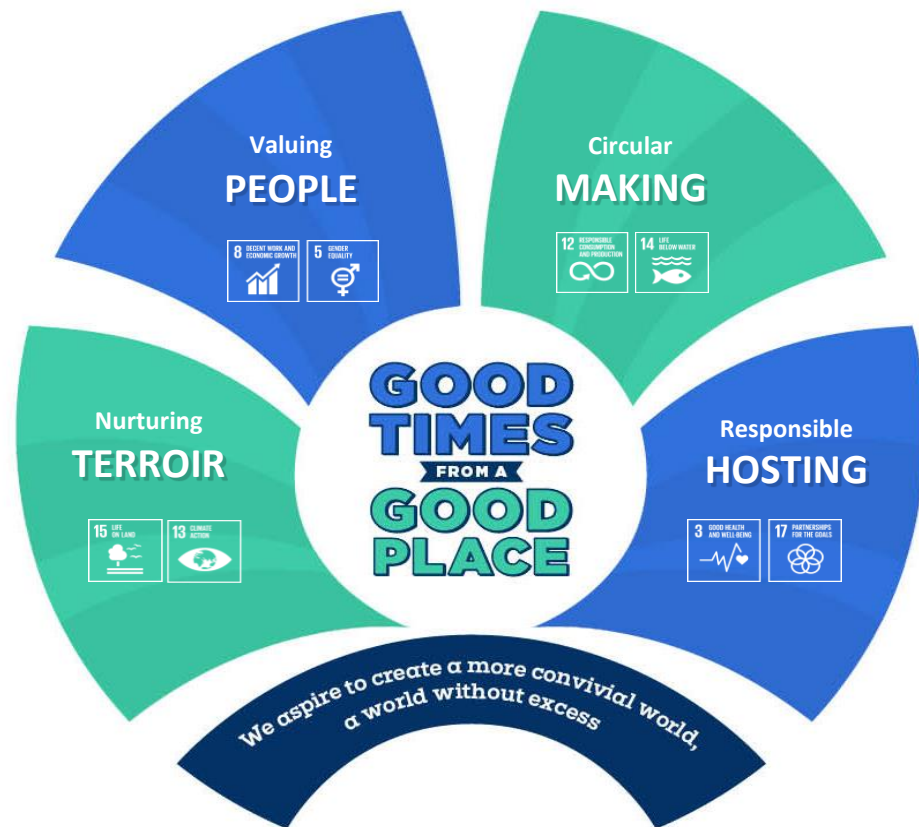 Valuing
PEOPLE
8 DECENT WORK AND
ECONOMIC GROWTH
5 GENDER
EQUALITY
Circular
MAKING
12 RESPONSIBLE
CONSUMPTION
AND PRODUCTION
14 LIFE
BELOW WATER
Nurturing
TERROIR
15 LIFE
ON LAND
13 CLIMATE
ACTION
GOOD
TIMES
FROM A
GOOD
PLACE
Responsible
HOSTING
3 GOOD HEALTH
AND WELL-BEING
17 PARTNERSHIPS
FOR THE GOALS
We aspire to create a more convivial world,
a world without excess